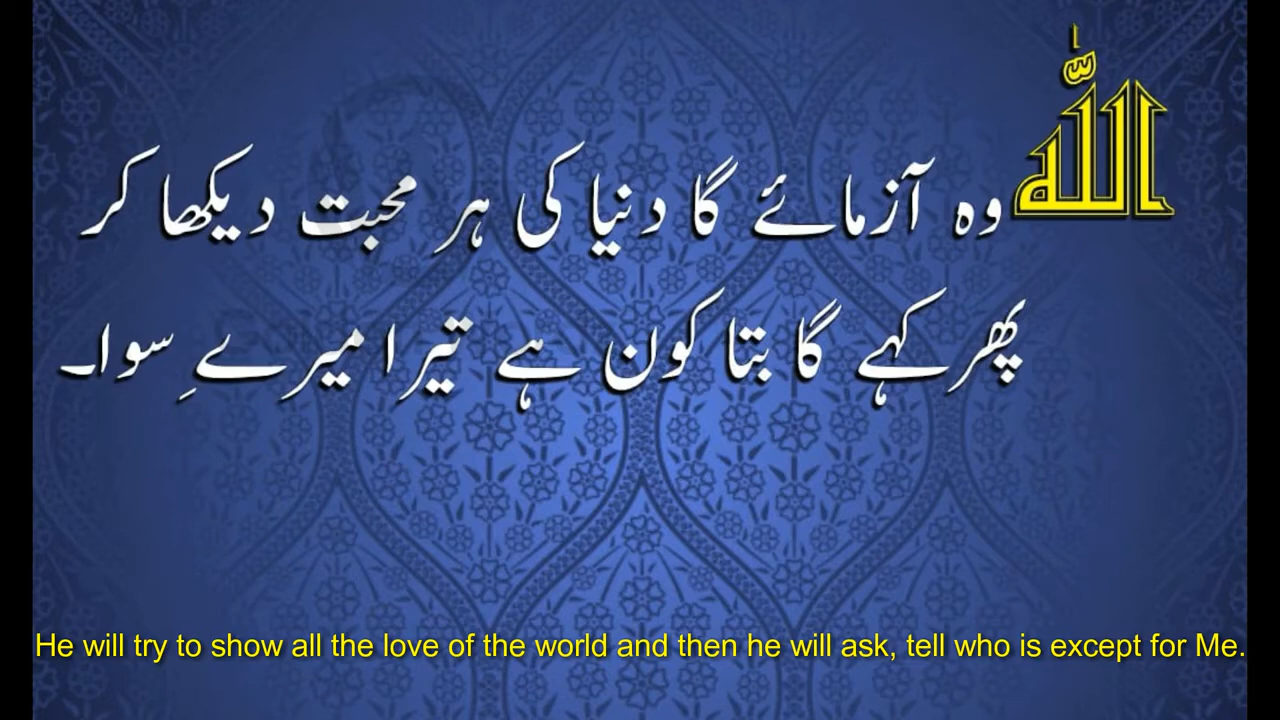 اللّٰه
وہ آزمائے گا دنیا کی ہر محبت دیکھا کر
پھر کہے گا بتا کون ہے تیرا میرے سِوا۔
He will try to show all the love of the world and then he will ask, tell who is except for Me.